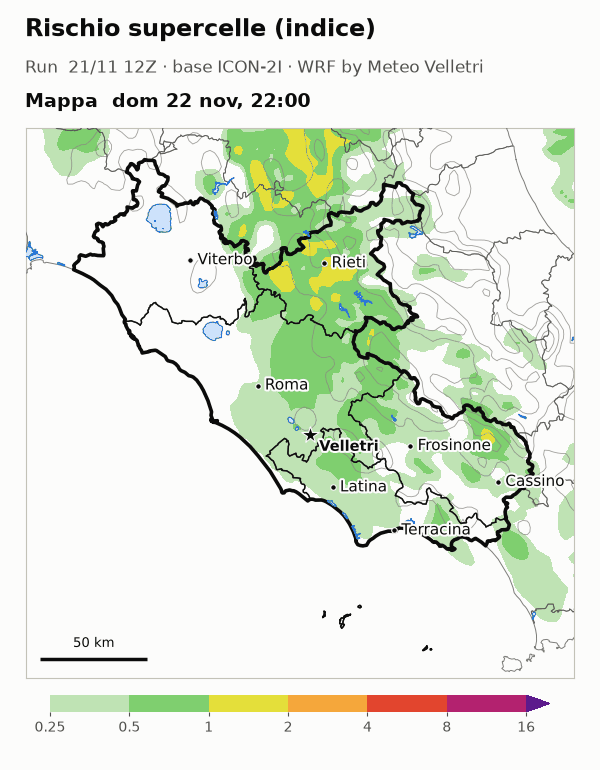 Rischio supercelle (indice)
Run  21/11 12Z · base ICON-2I · WRF by Meteo Velletri
Mappa  dom 22 nov, 22:00
Viterbo
Rieti
Roma
Velletri
Frosinone
Latina
Cassino
Terracina
50 km
0.25 0.5 1 2 4 8 16